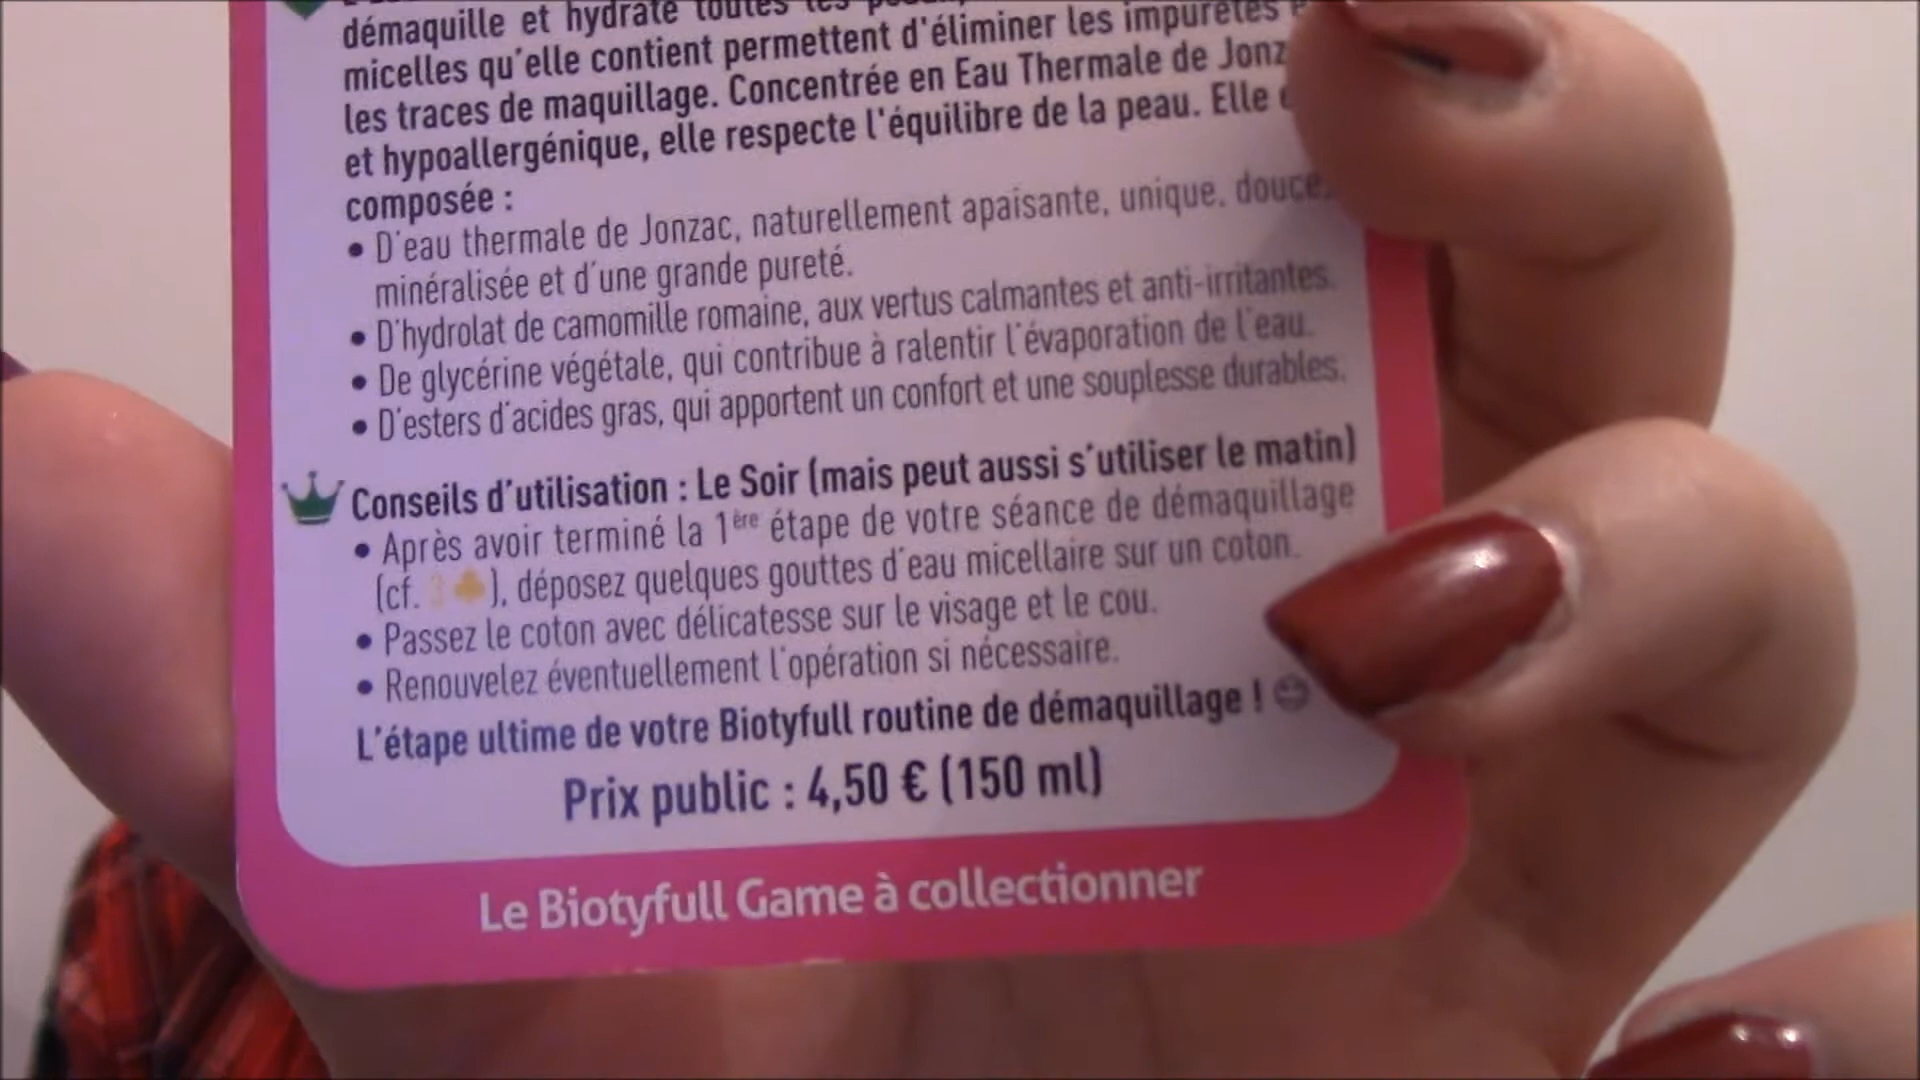 démaquille et hydrate toutes les
micelles qu'elle contient permettent d'éliminer les impuretés
les traces de maquillage. Concentrée en Eau Thermale de Jonz
et hypoallergénique, elle respecte l'équilibre de la peau. Elle
composée :
• D'eau thermale de Jonzac, naturellement apaisante, unique, douce,
minéralisée et d'une grande pureté.
• D'hydrolat de camomille romaine, aux vertus calmantes et anti-irritantes.
• De glycérine végétale, qui contribue à ralentir l'évaporation de l'eau.
• D'esters d'acides gras, qui apportent un confort et une souplesse durables.
Conseils d'utilisation : Le Soir (mais peut aussi s'utiliser le matin)
• Après avoir terminé la 1ère étape de votre séance de démaquillage
(cf. 3 ♣), déposez quelques gouttes d'eau micellaire sur un coton.
• Passez le coton avec délicatesse sur le visage et le cou.
• Renouvelez éventuellement l'opération si nécessaire.
L'étape ultime de votre Biotyfull routine de démaquillage ! 😊
Prix public : 4,50 € (150 ml)
Le Biotyfull Game à collectionner